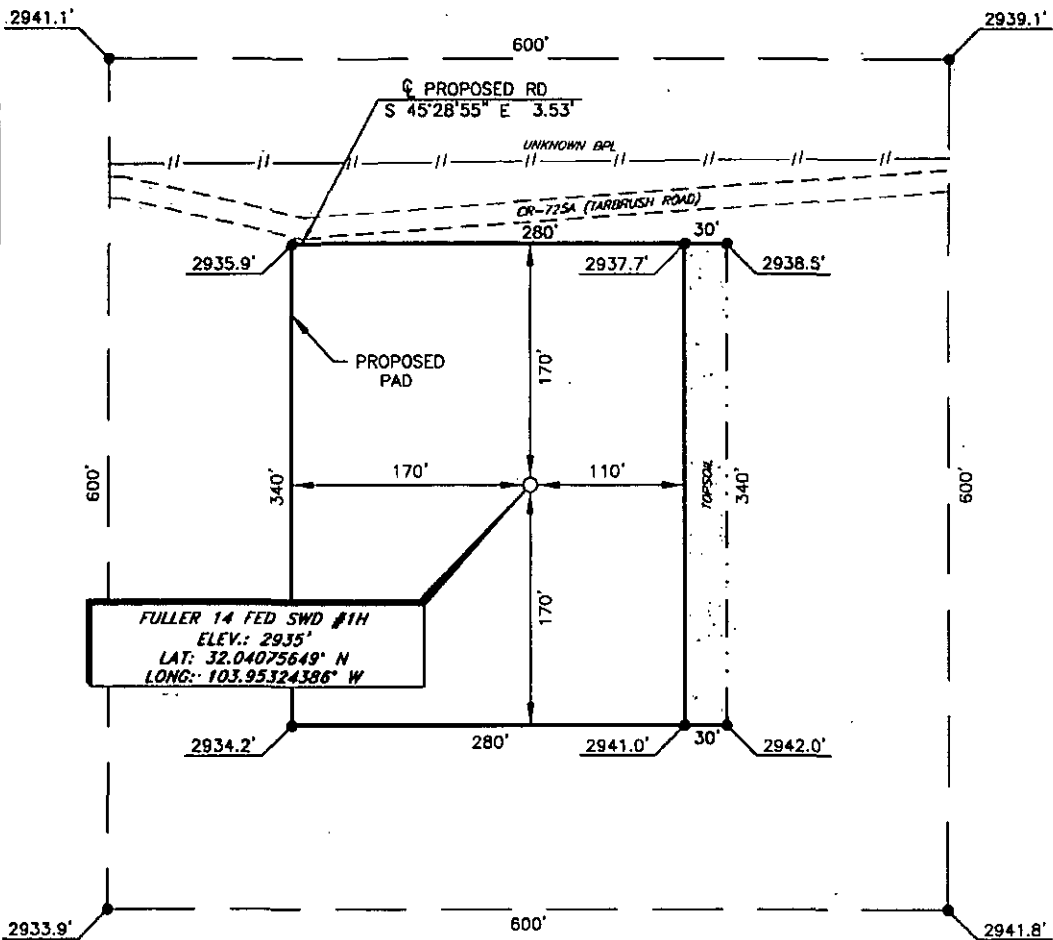 2941.1'
2939.1'
600'
℄ PROPOSED RD
S 45°28'55" E 3.53'
UNKNOWN BPL
CR-725A (TARBRUSH ROAD)
280'
30'
2935.9'
2937.7'
2938.5'
PROPOSED
PAD
170'
170'
110'
600'
340'
TOPSOIL
340'
600'
170'
FULLER 14 FED SWD #1H
ELEV.: 2935'
LAT: 32.04075649° N
LONG: 103.95324386° W
2934.2'
280'
2941.0'
30'
2942.0'
2933.9'
600'
2941.8'